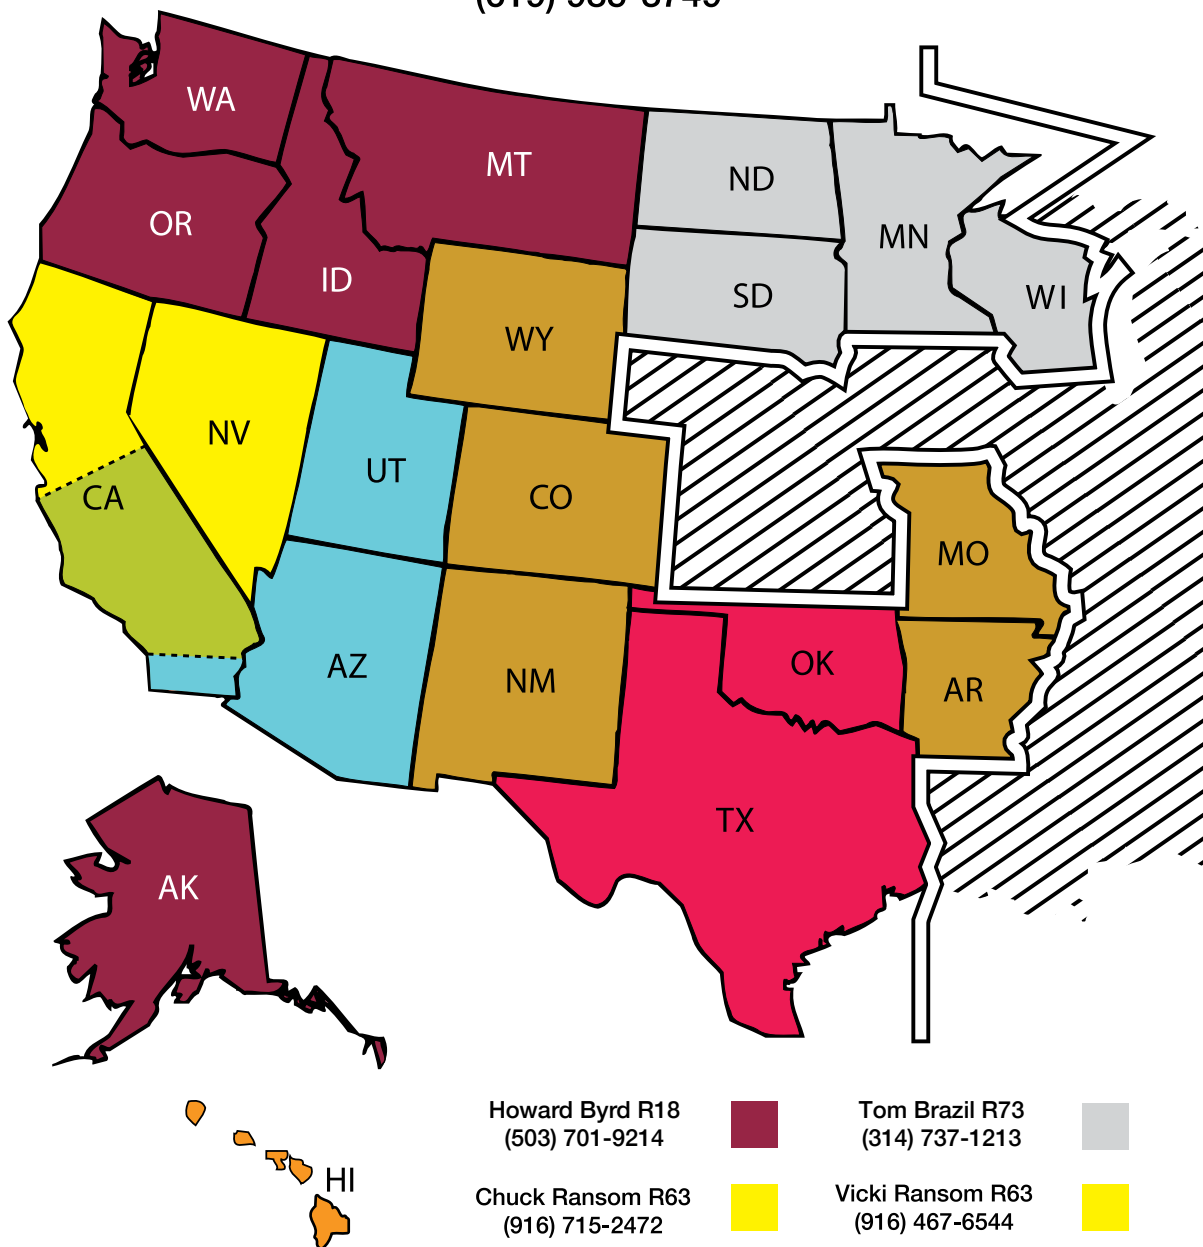 WA
MT
ND
OR
MN
ID
SD
WI
WY
NV
UT
CO
CA
MO
AZ
NM
OK
AR
TX
AK
HI
Howard Byrd R18
(503) 701-9214
Tom Brazil R73
(314) 737-1213
Chuck Ransom R63
(916) 715-2472
Vicki Ransom R63
(916) 467-6544